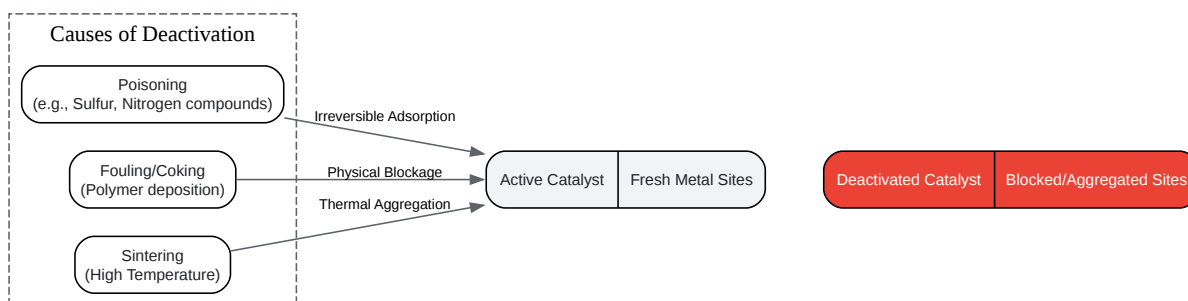 Causes of Deactivation
Poisoning
(e.g., Sulfur, Nitrogen compounds)
Irreversible Adsorption
Fouling/Coking
(Polymer deposition)
Physical Blockage
Active Catalyst
Fresh Metal Sites
Deactivated Catalyst
Blocked/Aggregated Sites
Thermal Aggregation
Sintering
(High Temperature)